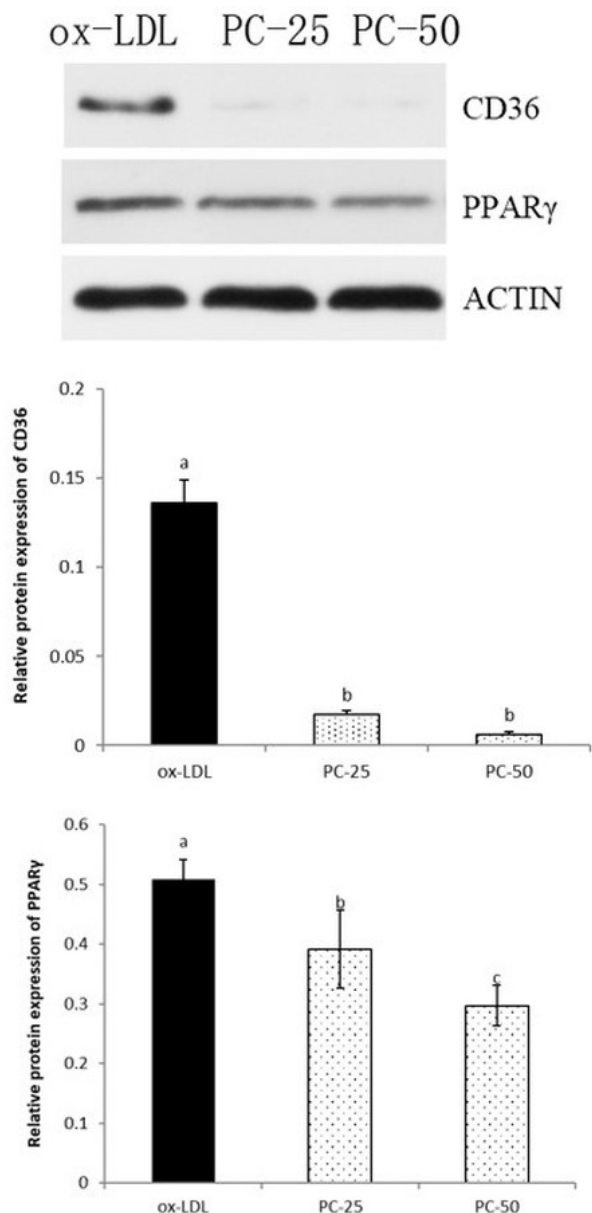 ox-LDL PC-25 PC-50
CD36
PPARγ
ACTIN
Relative protein expression of CD36
0.2
0.15
0.1
0.05
0
a
b
b
ox-LDL PC-25 PC-50
Relative protein expression of PPARγ
0.6
0.5
0.4
0.3
0.2
0.1
0
a
b
c
ox-LDL PC-25 PC-50